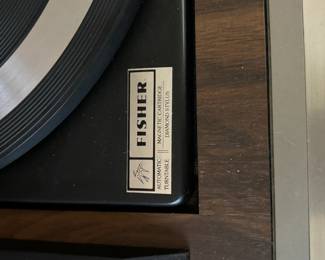 FISHER
AUTOMATIC
TURNTABLE
MAGNETIC CARTRIDGE
DIAMOND STYLUS